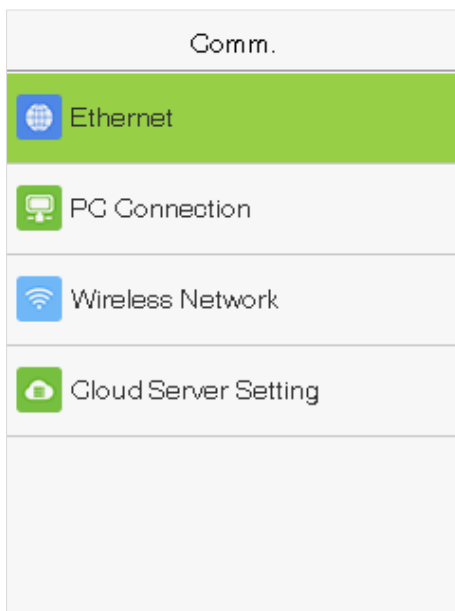 Comm.
Ethernet
PC Connection
Wireless Network
Cloud Server Setting